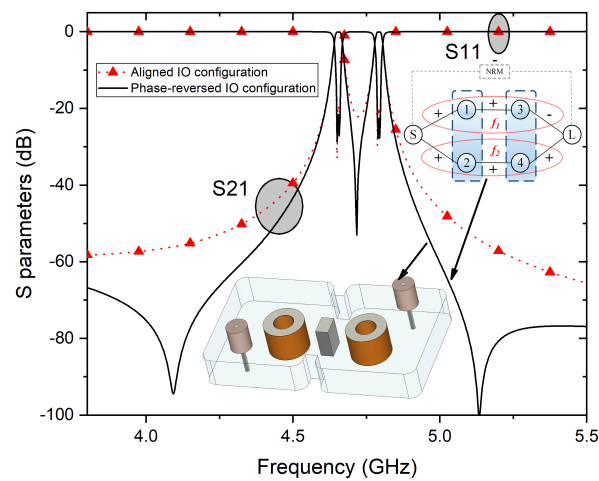 0
-20
-40
-60
-80
-100
4.0
4.5
5.0
5.5
S parameters (dB)
Frequency (GHz)
Aligned IO configuration
Phase-reversed IO configuration
S11
S21
-
NRM
+
1
+
3
-
S
f1
L
f2
+
2
+
4
+